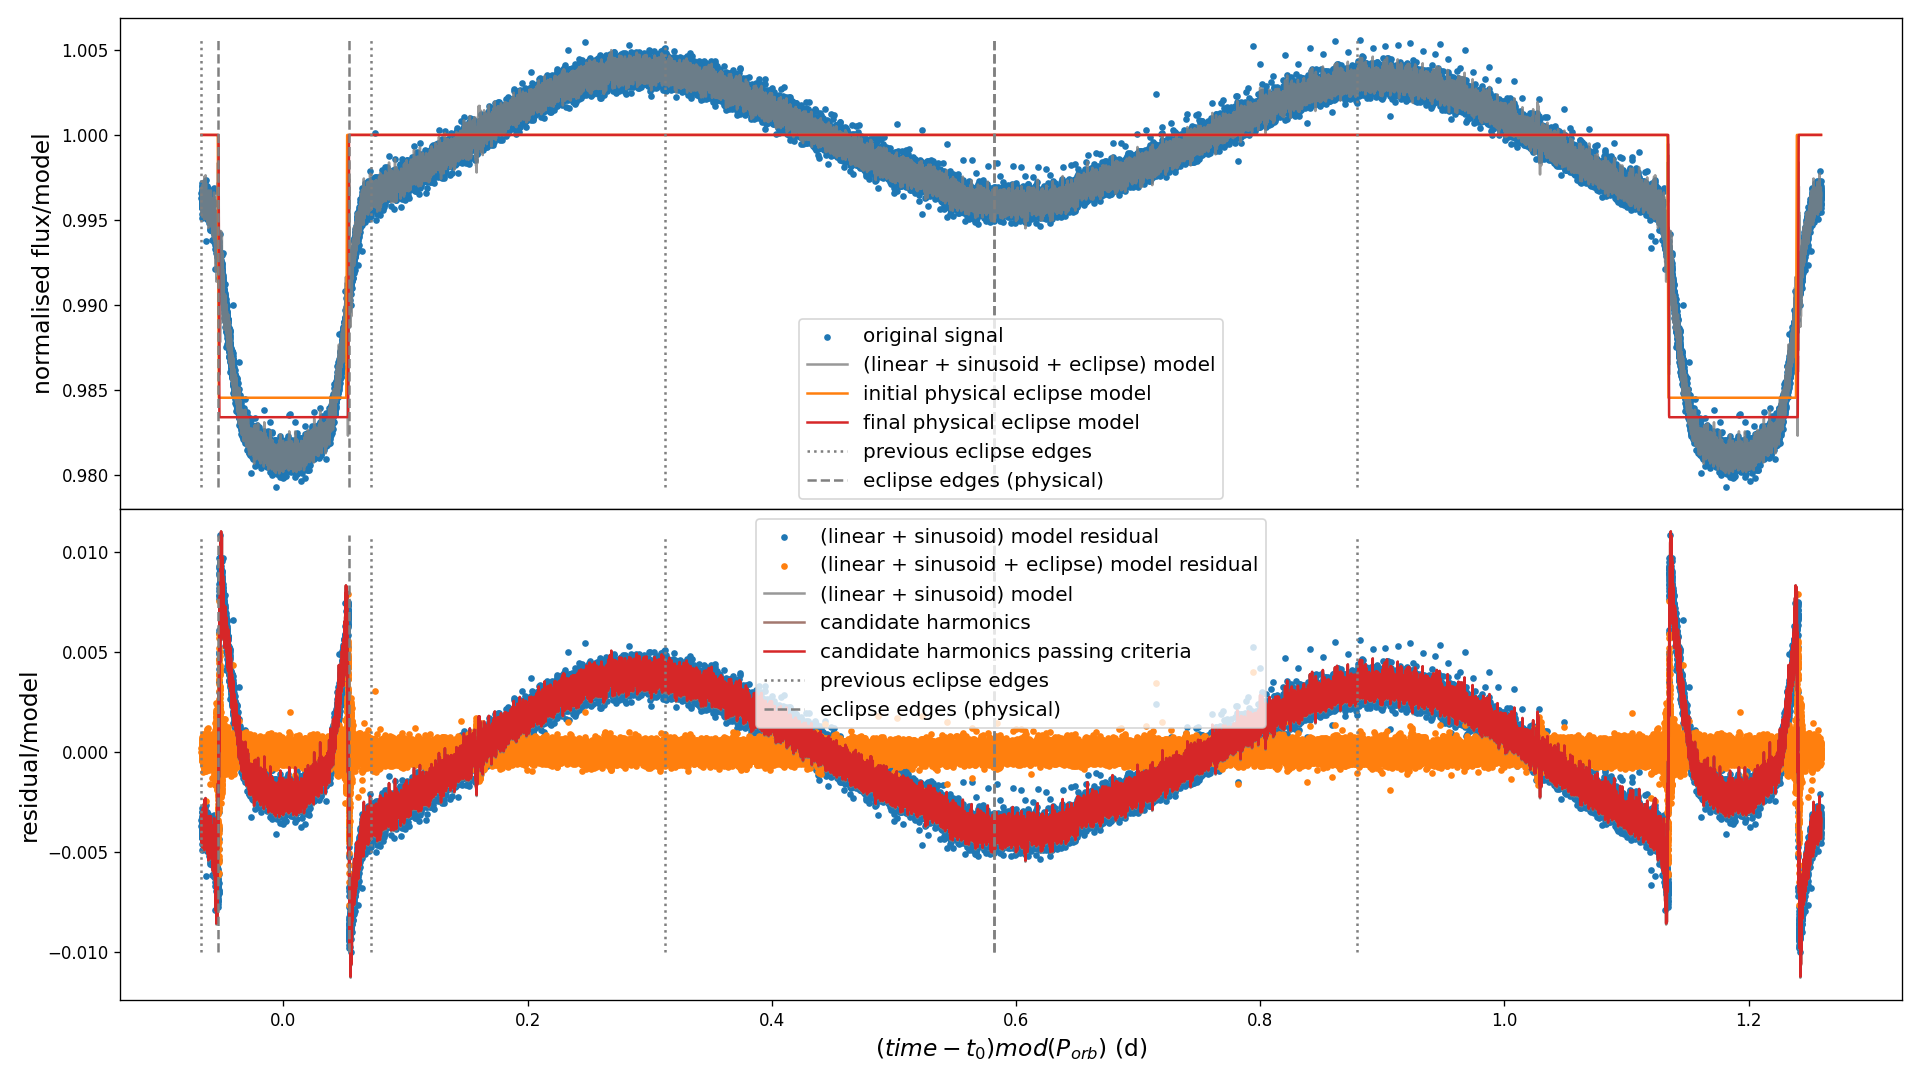 normalised flux/model
1.005
1.000
0.995
0.990
0.985
0.980
original signal
(linear + sinusoid + eclipse) model
initial physical eclipse model
final physical eclipse model
previous eclipse edges
eclipse edges (physical)
residual/model
0.010
0.005
0.000
−0.005
−0.010
(linear + sinusoid) model residual
(linear + sinusoid + eclipse) model residual
(linear + sinusoid) model
candidate harmonics
candidate harmonics passing criteria
previous eclipse edges
eclipse edges (physical)
0.0 0.2 0.4 0.6 0.8 1.0 1.2
(time − t₀)mod(P_orb) (d)